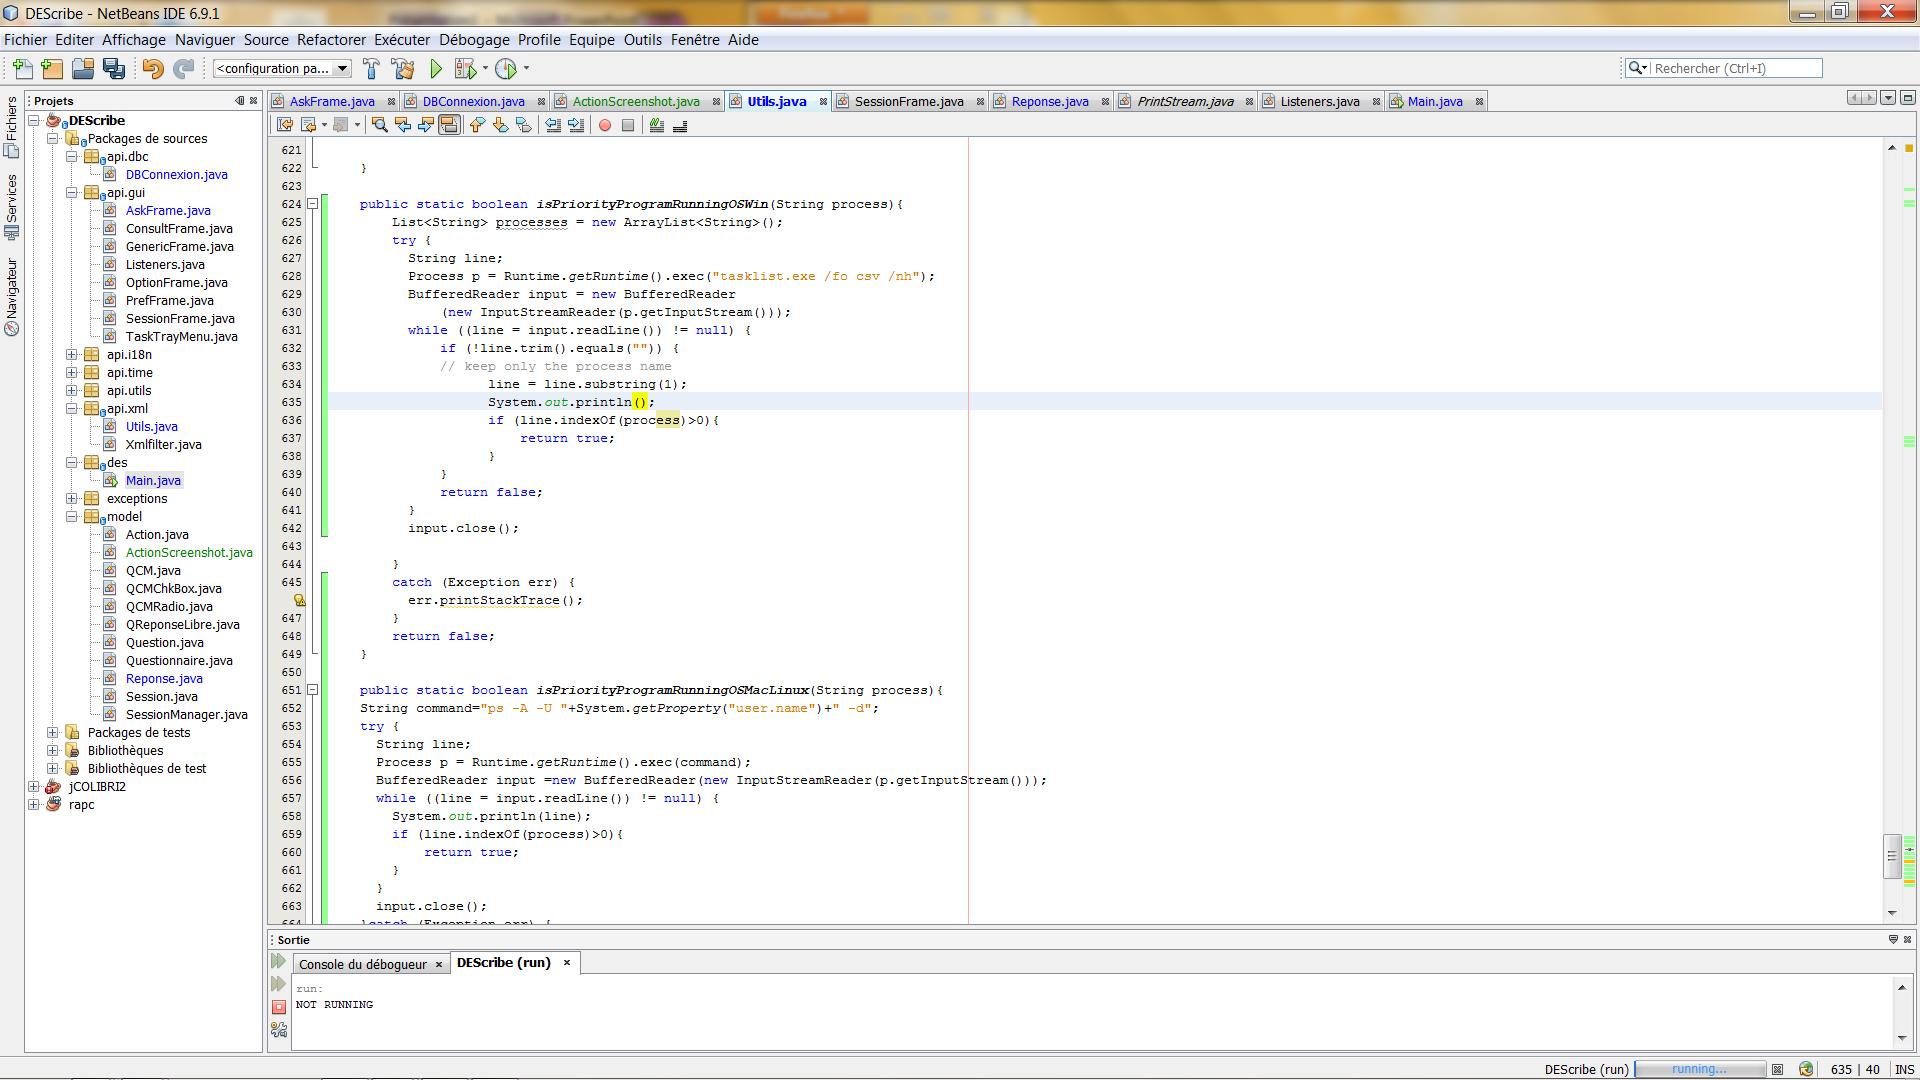 DEScribe - NetBeans IDE 6.9.1
Fichier Editer Affichage Naviguer Source Refactorer Exécuter Débogage Profile Equipe Outils Fenêtre Aide
<configuration pa...
Rechercher (Ctrl+I)
Fichiers
Services
Navigateur
Projets
DEScribe
Packages de sources
api.dbc
DBConnexion.java
api.gui
AskFrame.java
ConsultFrame.java
GenericFrame.java
Listeners.java
OptionFrame.java
PrefFrame.java
SessionFrame.java
TaskTrayMenu.java
api.i18n
api.time
api.utils
api.xml
Utils.java
Xmlfilter.java
des
Main.java
exceptions
model
Action.java
ActionScreenshot.java
QCM.java
QCMChkBox.java
QCMRadio.java
QReponseLibre.java
Question.java
Questionnaire.java
Reponse.java
Session.java
SessionManager.java
Packages de tests
Bibliothèques
Bibliothèques de test
jCOLIBRI2
rapc
AskFrame.java DBConnexion.java ActionScreenshot.java Utils.java SessionFrame.java Reponse.java PrintStream.java Listeners.java Main.java
621
622 }
623
624 public static boolean isPriorityProgramRunningOSWin(String process){
625 List<String> processes = new ArrayList<String>();
626 try {
627 String line;
628 Process p = Runtime.getRuntime().exec("tasklist.exe /fo csv /nh");
629 BufferedReader input = new BufferedReader
630 (new InputStreamReader(p.getInputStream()));
631 while ((line = input.readLine()) != null) {
632 if (!line.trim().equals("")) {
633 // keep only the process name
634 line = line.substring(1);
635 System.out.println();
636 if (line.indexOf(process)>0){
637 return true;
638 }
639 }
640 return false;
641 }
642 input.close();
643
644 }
645 catch (Exception err) {
err.printStackTrace();
647 }
648 return false;
649 }
650
651 public static boolean isPriorityProgramRunningOSMacLinux(String process){
652 String command="ps -A -U "+System.getProperty("user.name")+" -d";
653 try {
654 String line;
655 Process p = Runtime.getRuntime().exec(command);
656 BufferedReader input =new BufferedReader(new InputStreamReader(p.getInputStream()));
657 while ((line = input.readLine()) != null) {
658 System.out.println(line);
659 if (line.indexOf(process)>0){
660 return true;
661 }
662 }
663 input.close();
664 }catch (Exception err) {
Sortie
Console du débogueur DEScribe (run)
run:
NOT RUNNING
DEScribe (run) running... 635 | 40 INS